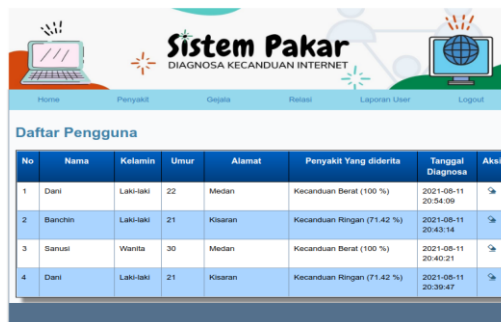 Sistem Pakar
DIAGNOSA KECANDUAN INTERNET
Home Penyakit Gejala Relasi Laporan User Logout
Daftar Pengguna
No Nama Kelamin Umur Alamat Penyakit Yang diderita Tanggal Diagnosa Aksi
1 Dani Laki-laki 22 Medan Kecanduan Berat (100 %) 2021-08-11 20:54:09
2 Banchin Laki-laki 21 Kisaran Kecanduan Ringan (71.42 %) 2021-08-11 20:43:14
3 Sanusi Wanita 30 Medan Kecanduan Berat (100 %) 2021-08-11 20:40:21
4 Dani Laki-laki 21 Kisaran Kecanduan Ringan (71.42 %) 2021-08-11 20:39:47